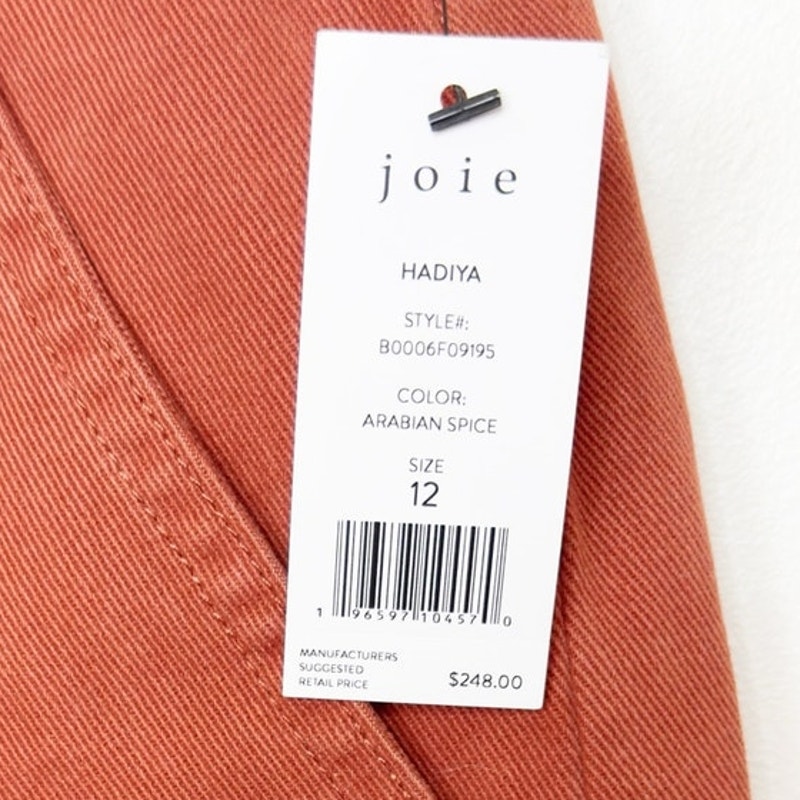 joie
HADIYA
STYLE#:
B0006F09195
COLOR:
ARABIAN SPICE
SIZE
12
1 96597 10457 0
MANUFACTURERS
SUGGESTED
RETAIL PRICE
$248.00